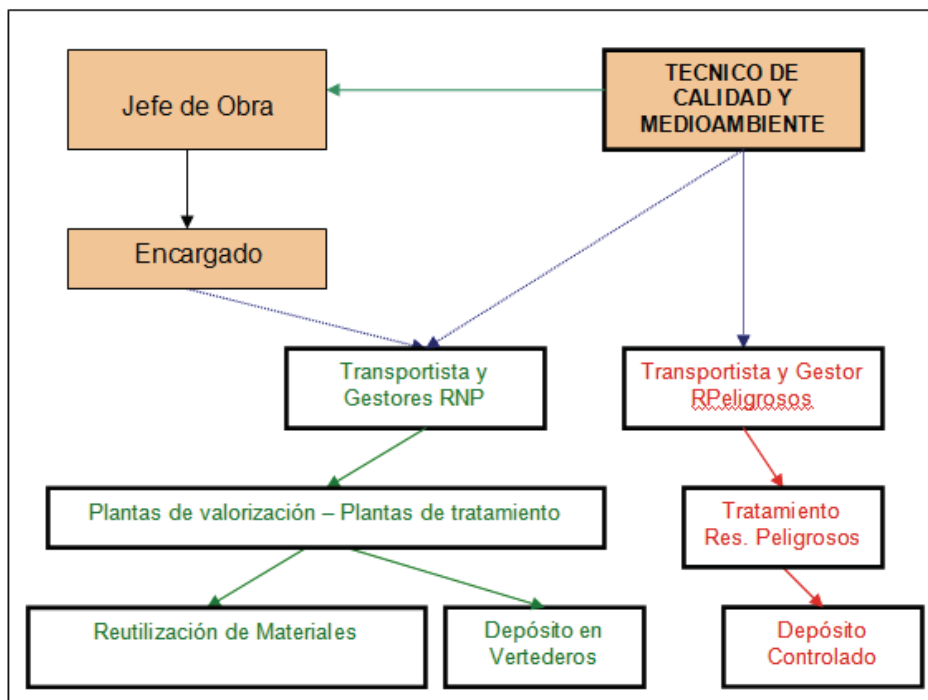 Jefe de Obra
TECNICO DE
CALIDAD Y
MEDIOAMBIENTE
Encargado
Transportista y
Gestores RNP
Transportista y Gestor
RPeligrosos
Plantas de valorización – Plantas de tratamiento
Tratamiento
Res. Peligrosos
Reutilización de Materiales
Depósito en
Vertederos
Depósito
Controlado